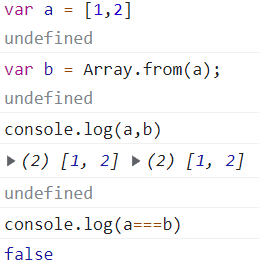 var a = [1,2]
undefined
var b = Array.from(a);
undefined
console.log(a,b)
▶(2) [1, 2] ▶(2) [1, 2]
undefined
console.log(a===b)
false